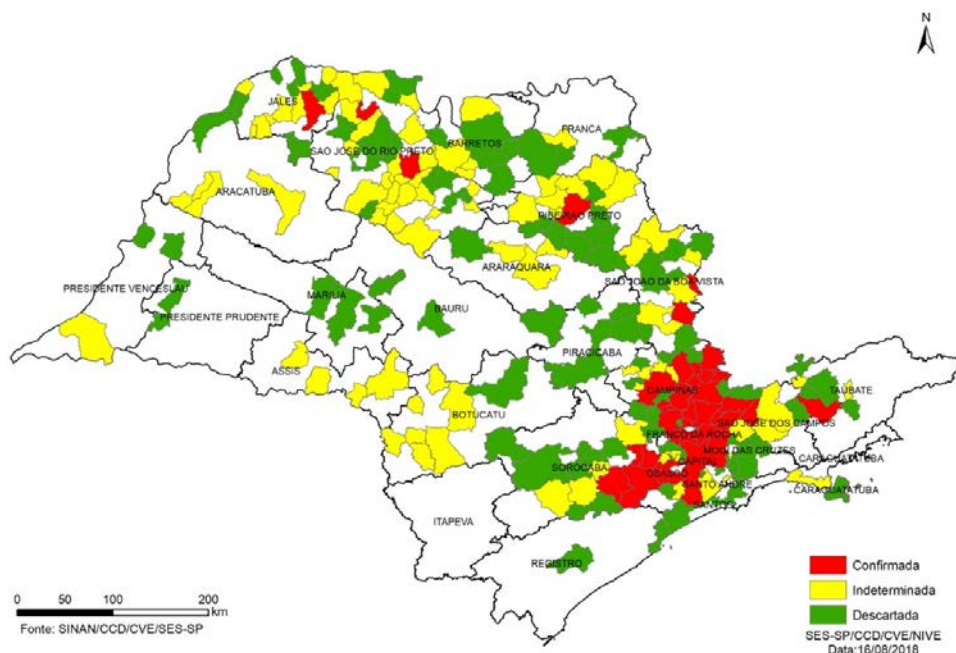 N
JALES
FRANCA
BARRETOS
SAO JOSE DO RIO PRETO
ARACATUBA
RIBEIRAO PRETO
ARARAQUARA
SAO JOAO DA BOA VISTA
PRESIDENTE VENCESLAU
MARILIA
BAURU
PRESIDENTE PRUDENTE
PIRACICABA
ASSIS
CAMPINAS
TAUBATE
BOTUCATU
SAO JOSE DOS CAMPOS
FRANCO DA ROCHA
MOGI DAS CRUZES
CARAGUATATUBA
CAPITAL
SOROCABA
OSASCO
SANTO ANDRE
CARAGUATATUBA
SANTOS
ITAPEVA
REGISTRO
Confirmada
Indeterminada
Descartada
0 50 100 200
km
Fonte: SINAN/CCD/CVE/SES-SP
SES-SP/CCD/CVE/NIVE
Data:16/08/2018